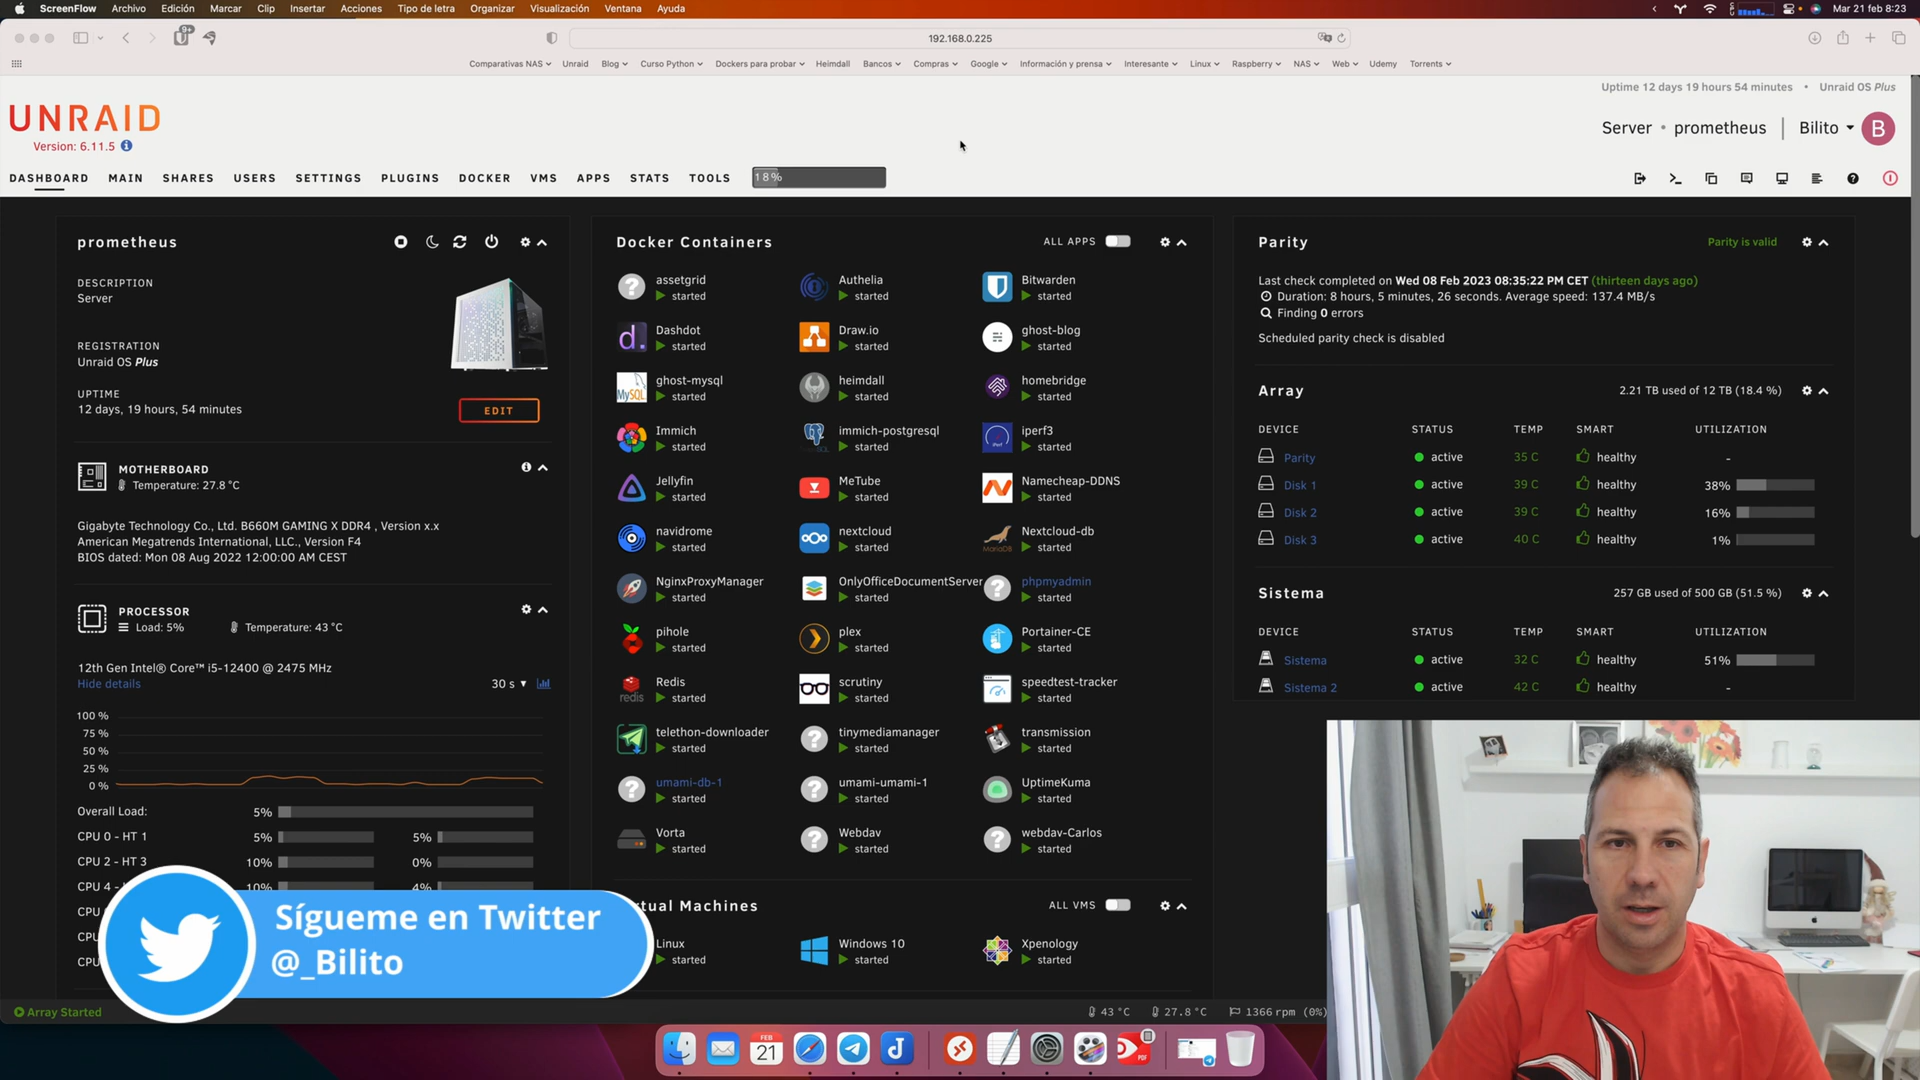 ScreenFlow Archivo Edición Marcar Clip Insertar Acciones Tipo de letra Organizar Visualización Ventana Ayuda
Mar 21 feb 8:23
192.168.0.225
Comparativas NAS Unraid Blog Curso Python Dockers para probar Heimdall Bancos Compras Google Información y prensa Interesante Linux Raspberry NAS Web Udemy Torrents
Uptime 12 days 19 hours 54 minutes • Unraid OS Plus
UNRAID
Version: 6.11.5
Server • prometheus | Bilito B
DASHBOARD MAIN SHARES USERS SETTINGS PLUGINS DOCKER VMS APPS STATS TOOLS 18%
prometheus
DESCRIPTION
Server
REGISTRATION
Unraid OS Plus
UPTIME
12 days, 19 hours, 54 minutes
EDIT
MOTHERBOARD
Temperature: 27.8 °C
Gigabyte Technology Co., Ltd. B660M GAMING X DDR4 , Version x.x
American Megatrends International, LLC., Version F4
BIOS dated: Mon 08 Aug 2022 12:00:00 AM CEST
PROCESSOR
Load: 5% Temperature: 43 °C
12th Gen Intel® Core™ i5-12400 @ 2475 MHz
Hide details 30 s
100 %
75 %
50 %
25 %
0 %
Overall Load: 5%
CPU 0 - HT 1 5% 5%
CPU 2 - HT 3 10% 0%
CPU 4 - 10% 4%
CPU
CPU
CPU
Sígueme en Twitter
@_Bilito
Docker Containers ALL APPS
assetgrid Authelia Bitwarden
started started started
Dashdot Draw.io ghost-blog
started started started
ghost-mysql heimdall homebridge
started started started
Immich immich-postgresql iperf3
started started started
Jellyfin MeTube Namecheap-DDNS
started started started
navidrome nextcloud Nextcloud-db
started started started
NginxProxyManager OnlyOfficeDocumentServer phpmyadmin
started started started
pihole plex Portainer-CE
started started started
Redis scrutiny speedtest-tracker
started started started
telethon-downloader tinymediamanager transmission
started started started
umami-db-1 umami-umami-1 UptimeKuma
started started started
Vorta Webdav webdav-Carlos
started started started
rtual Machines ALL VMS
Linux Windows 10 Xpenology
started started started
Parity Parity is valid
Last check completed on Wed 08 Feb 2023 08:35:22 PM CET (thirteen days ago)
Duration: 8 hours, 5 minutes, 26 seconds. Average speed: 137.4 MB/s
Finding 0 errors
Scheduled parity check is disabled
Array 2.21 TB used of 12 TB (18.4 %)
DEVICE STATUS TEMP SMART UTILIZATION
Parity active 35 C healthy -
Disk 1 active 39 C healthy 38%
Disk 2 active 39 C healthy 16%
Disk 3 active 40 C healthy 1%
Sistema 257 GB used of 500 GB (51.5 %)
DEVICE STATUS TEMP SMART UTILIZATION
Sistema active 32 C healthy 51%
Sistema 2 active 42 C healthy -
Array Started
43 °C 27.8 °C 1366 rpm (0%)
FEB
21